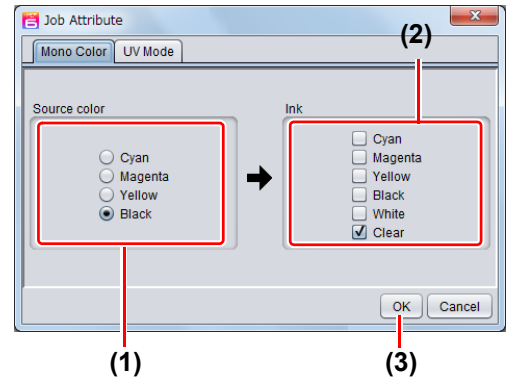 Job Attribute
(2)
Mono Color UV Mode
Source color
Ink
Cyan
Magenta
Yellow
Black
Cyan
Magenta
Yellow
Black
White
Clear
OK Cancel
(1)
(3)